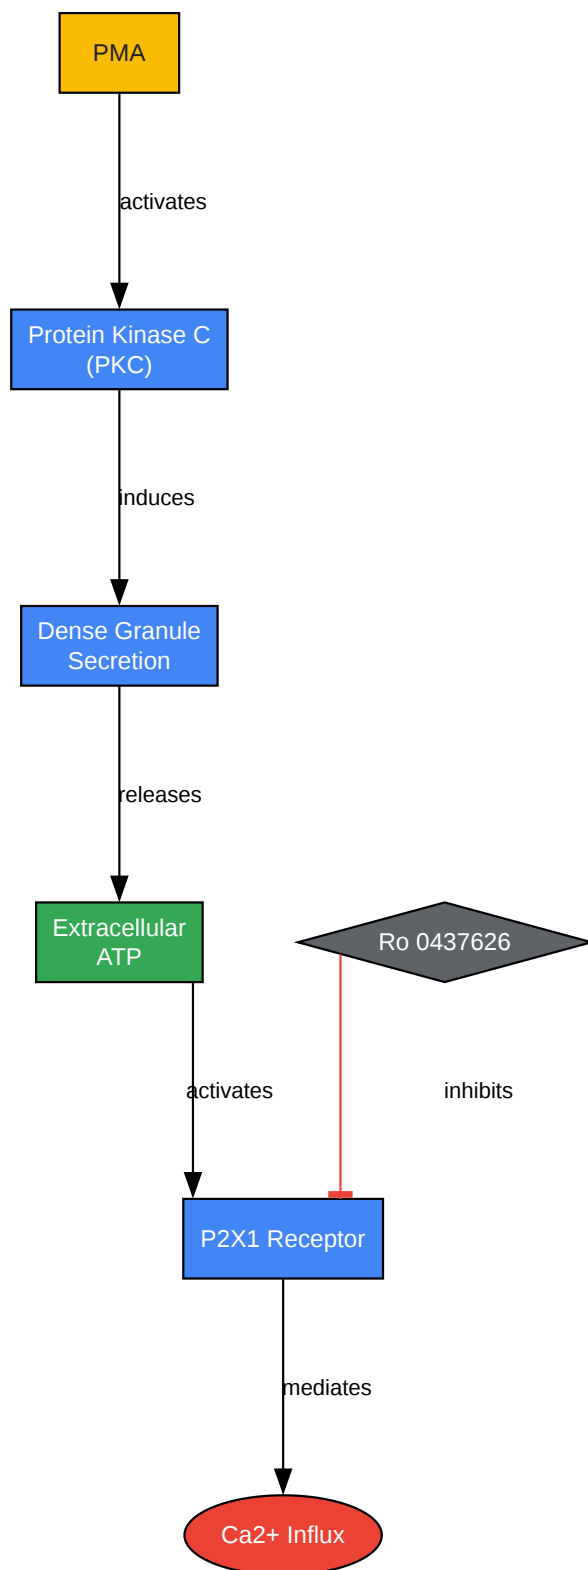 PMA
activates
Protein Kinase C
(PKC)
induces
Dense Granule
Secretion
releases
Extracellular
ATP
Ro 0437626
activates
inhibits
P2X1 Receptor
mediates
Ca2+ Influx